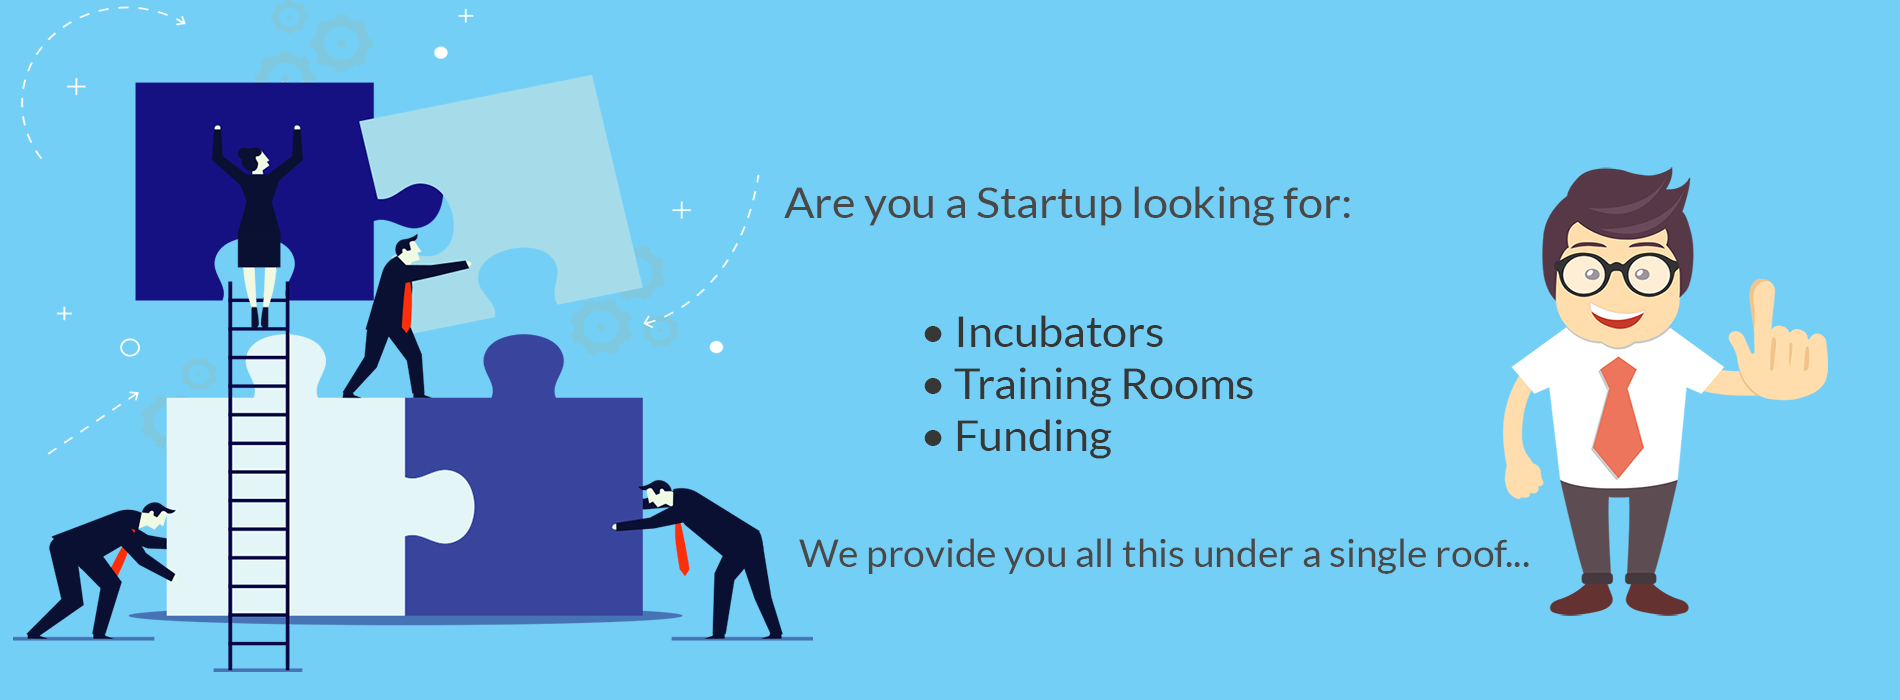 Are you a Startup looking for:
• Incubators
• Training Rooms
• Funding
We provide you all this under a single roof...